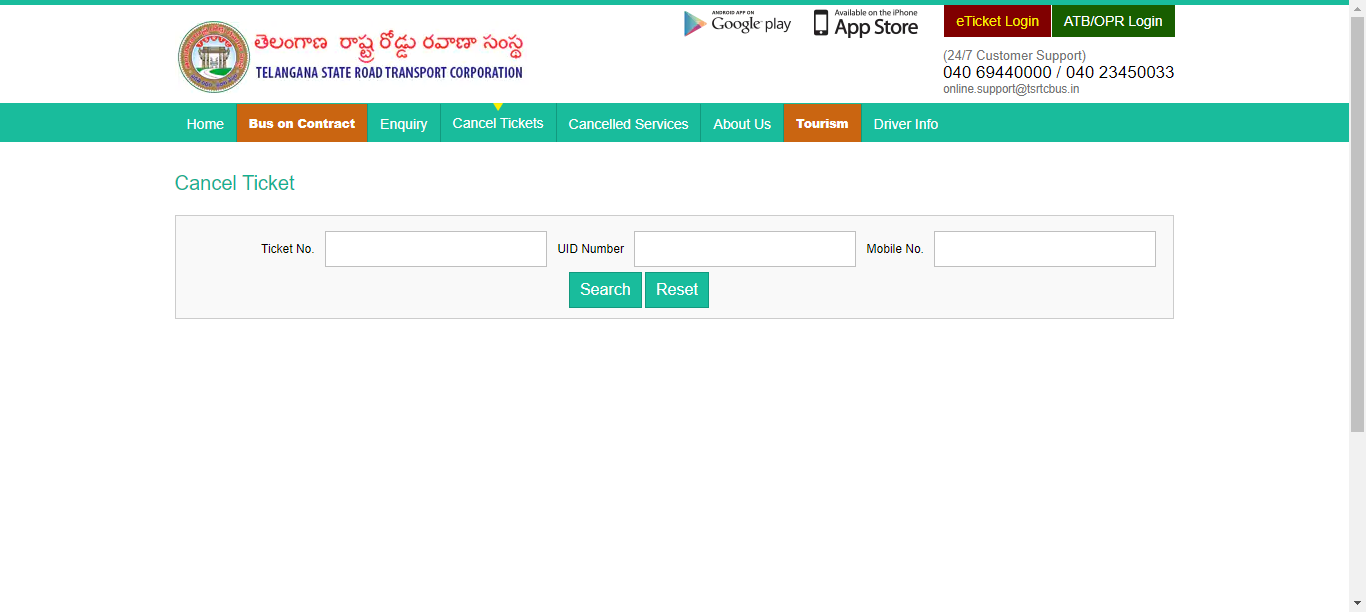 తెలంగాణ రాష్ట్ర రోడ్డు రవాణా సంస్థ
TELANGANA STATE ROAD TRANSPORT CORPORATION
ANDROID APP ON
Google play
Available on the iPhone
App Store
eTicket Login
ATB/OPR Login
(24/7 Customer Support)
040 69440000 / 040 23450033
online.support@tsrtcbus.in
Home
Bus on Contract
Enquiry
Cancel Tickets
Cancelled Services
About Us
Tourism
Driver Info
Cancel Ticket
Ticket No.
UID Number
Mobile No.
Search
Reset